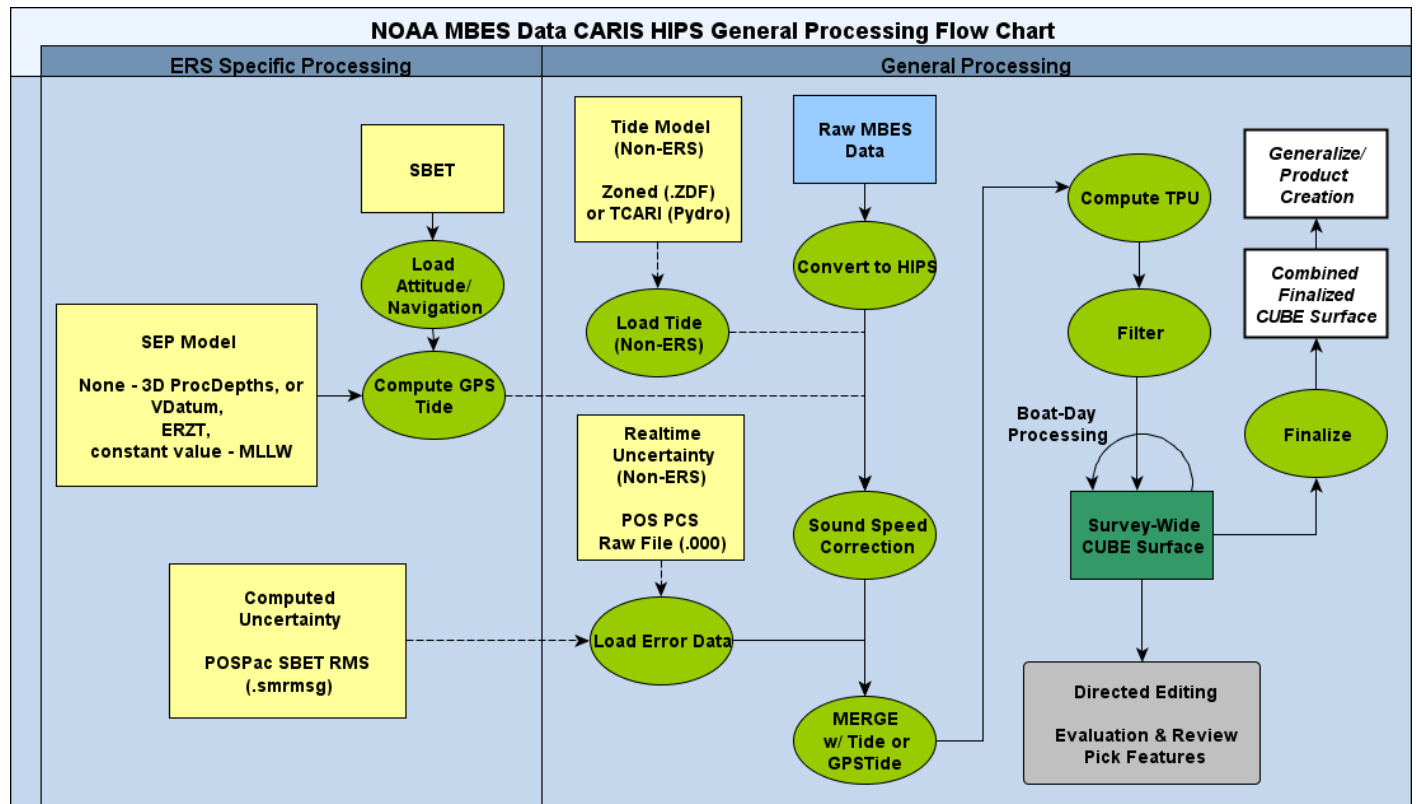 NOAA MBES Data CARIS HIPS General Processing Flow Chart
ERS Specific Processing
General Processing
SBET
Load
Attitude/
Navigation
SEP Model
None - 3D ProcDepths, or
VDatum,
ERZT,
constant value - MLLW
Compute GPS
Tide
Computed
Uncertainty
POSPac SBET RMS
(.smrmsg)
Tide Model
(Non-ERS)
Zoned (.ZDF)
or TCARI (Pydro)
Load Tide
(Non-ERS)
Realtime
Uncertainty
(Non-ERS)
POS PCS
Raw File (.000)
Load Error Data
Raw MBES
Data
Convert to HIPS
Sound Speed
Correction
MERGE
w/ Tide or
GPSTide
Compute TPU
Filter
Boat-Day
Processing
Survey-Wide
CUBE Surface
Directed Editing
Evaluation & Review
Pick Features
Generalize/
Product
Creation
Combined
Finalized
CUBE Surface
Finalize